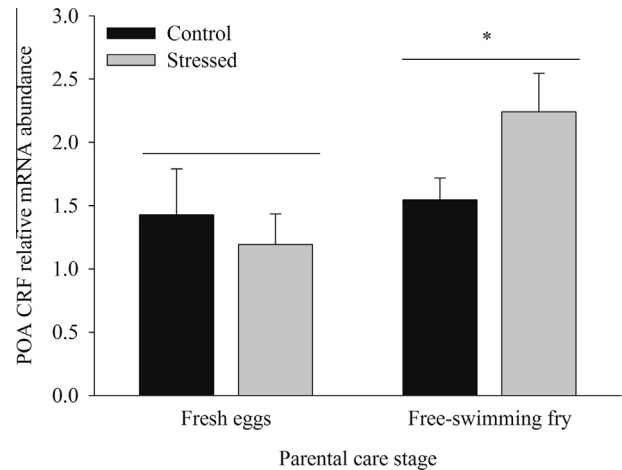 POA CRF relative mRNA abundance
3.0
2.5
2.0
1.5
1.0
0.5
0.0
Control
Stressed
*
Fresh eggs
Free-swimming fry
Parental care stage